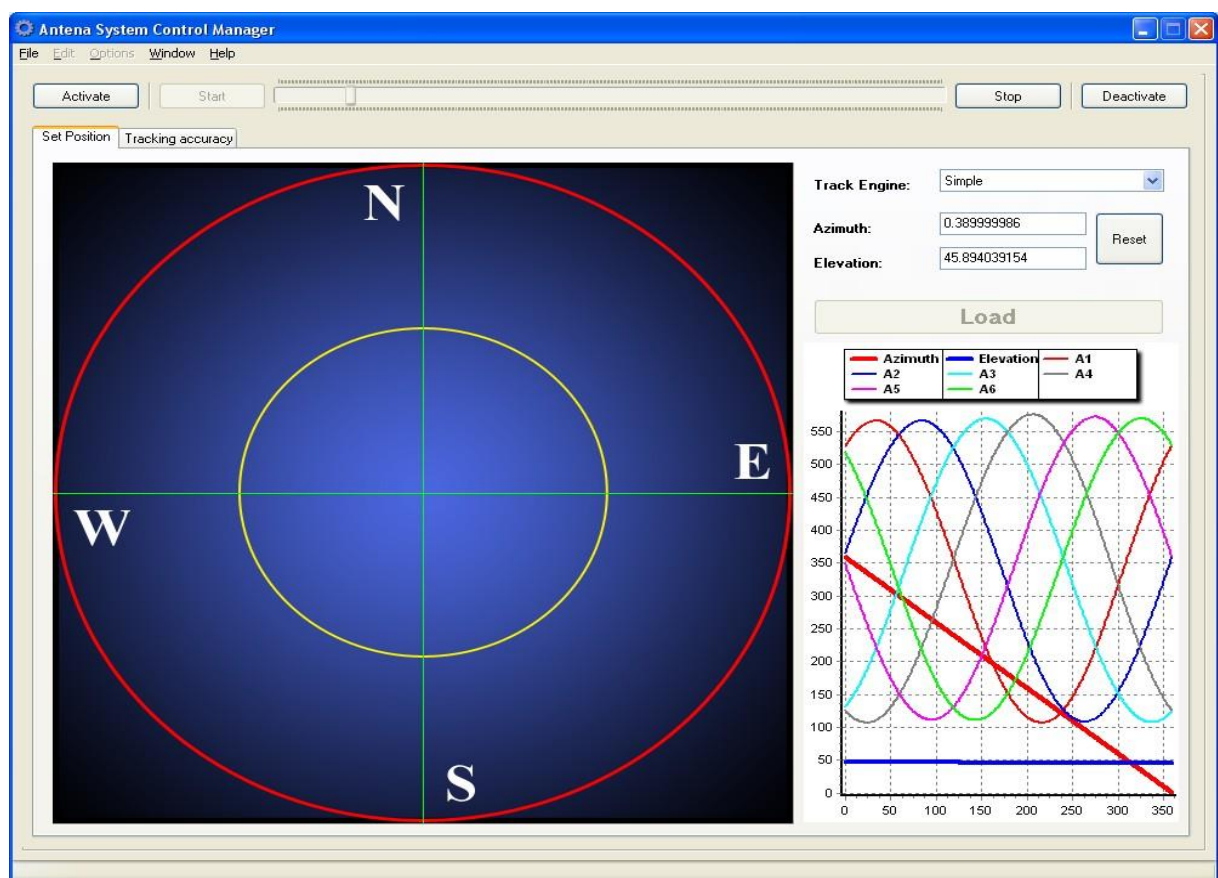 Antena System Control Manager
File Edit Options Window Help
Activate Start Stop Deactivate
Set Position Tracking accuracy
N
W
E
S
Track Engine: Simple
Azimuth: 0.389999986
Elevation: 45.894039154
Reset
Load
Azimuth Elevation A1
A2 A3 A4
A5 A6
550
500
450
400
350
300
250
200
150
100
50
0
0 50 100 150 200 250 300 350